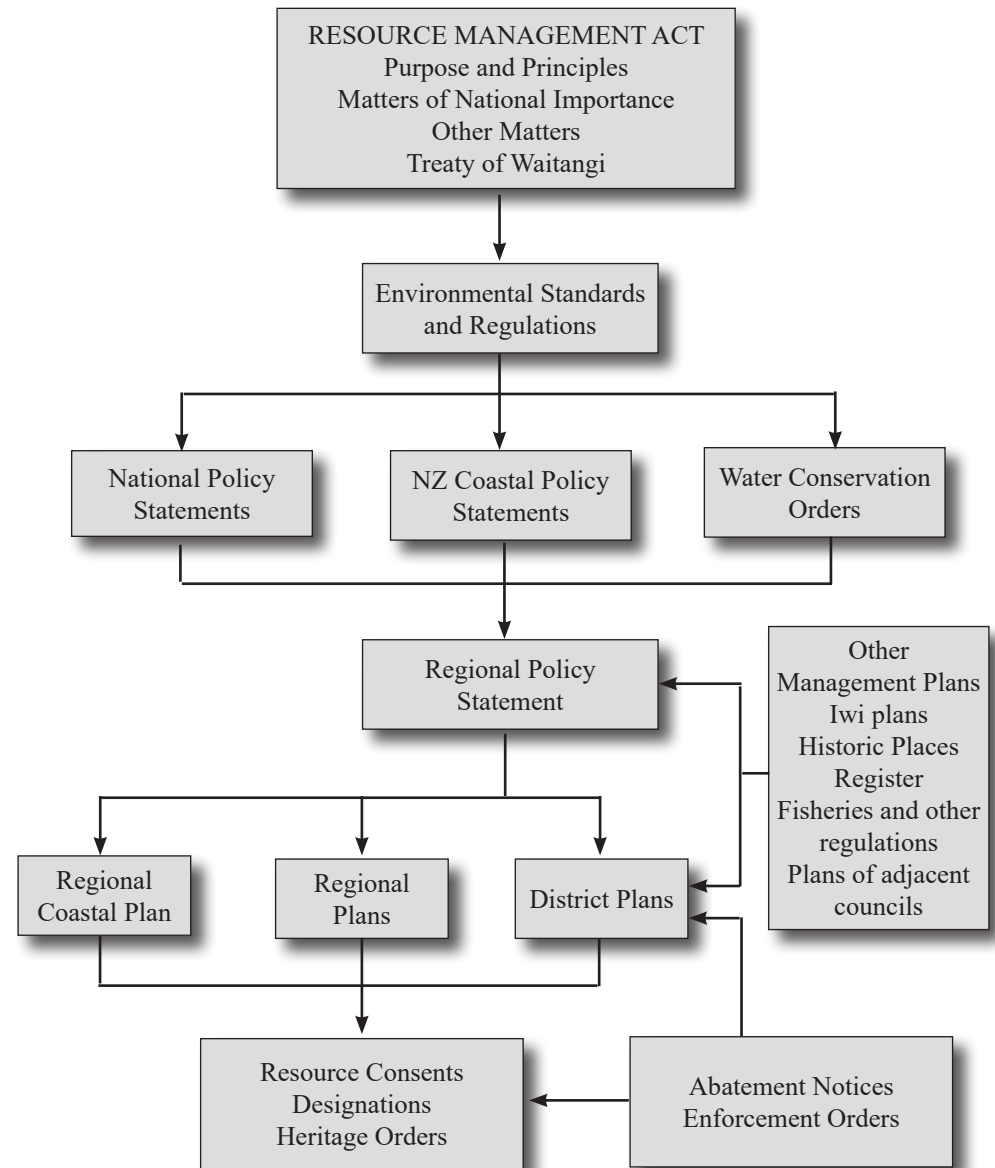 RESOURCE MANAGEMENT ACT
Purpose and Principles
Matters of National Importance
Other Matters
Treaty of Waitangi
Environmental Standards
and Regulations
National Policy
Statements
NZ Coastal Policy
Statements
Water Conservation
Orders
Regional Policy
Statement
Other
Management Plans
Iwi plans
Historic Places
Register
Fisheries and other
regulations
Plans of adjacent
councils
Regional
Coastal Plan
Regional
Plans
District Plans
Resource Consents
Designations
Heritage Orders
Abatement Notices
Enforcement Orders